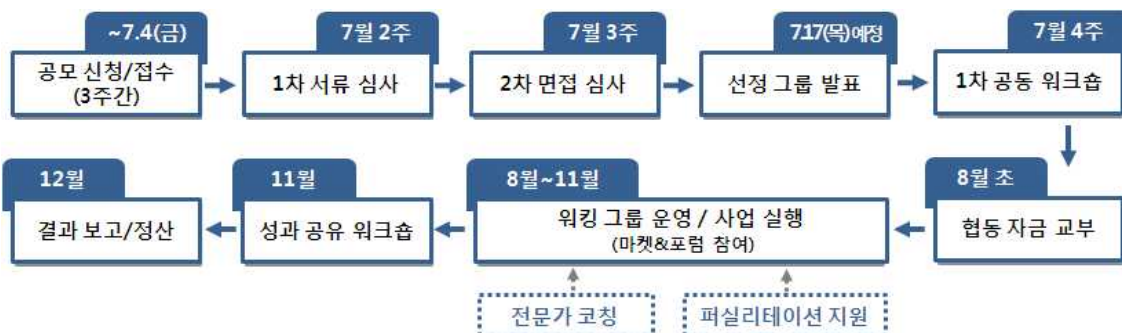 ~7.4(금)
공모 신청/접수
(3주간)
7월 2주
1차 서류 심사
7월 3주
2차 면접 심사
7.17(목)예정
선정 그룹 발표
7월 4주
1차 공동 워크숍
8월 초
협동 자금 교부
8월~11월
워킹 그룹 운영 / 사업 실행
(마켓&포럼 참여)
전문가 코칭
퍼실리테이션 지원
11월
성과 공유 워크숍
12월
결과 보고/정산